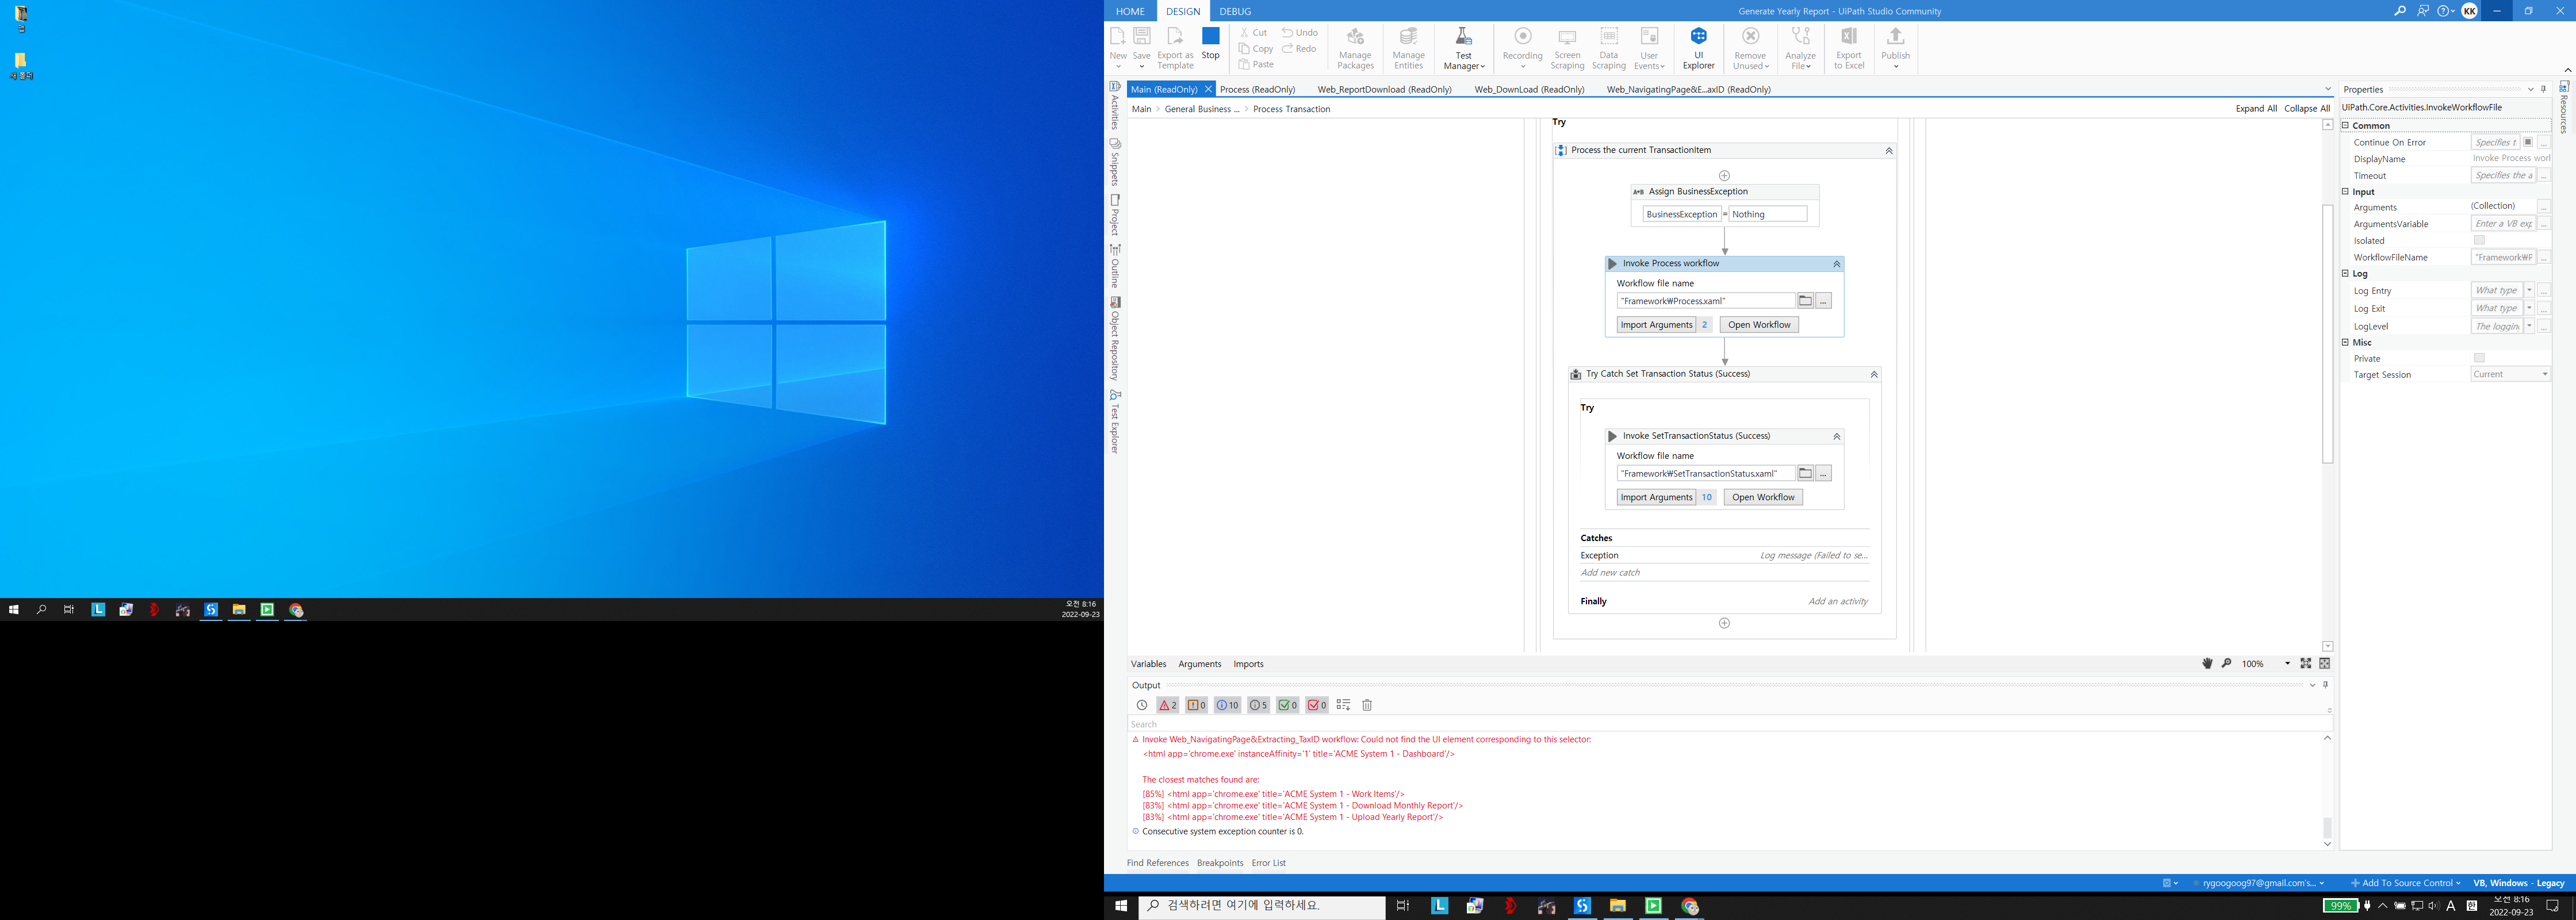 오전 8:16
2022-09-23
HOME DESIGN DEBUG
Generate Yearly Report - UiPath Studio Community
KK
New
Save
Export as Template
Stop
Cut
Copy
Paste
Undo
Redo
Manage Packages
Manage Entities
Test Manager
Recording
Screen Scraping
Data Scraping
User Events
UI Explorer
Remove Unused
Analyze File
Export to Excel
Publish
Main (ReadOnly) Process (ReadOnly) Web_ReportDownload (ReadOnly) Web_DownLoad (ReadOnly) Web_NavigatingPage&E...axID (ReadOnly)
Main > General Business ... > Process Transaction
Expand All Collapse All
Activities
Snippets
Project
Outline
Object Repository
Test Explorer
Try
Process the current TransactionItem
A*B Assign BusinessException
BusinessException = Nothing
Invoke Process workflow
Workflow file name
"Framework₩Process.xaml" ...
Import Arguments 2 Open Workflow
Try Catch Set Transaction Status (Success)
Try
Invoke SetTransactionStatus (Success)
Workflow file name
"Framework₩SetTransactionStatus.xaml" ...
Import Arguments 10 Open Workflow
Catches
Exception Log message (Failed to se...
Add new catch
Finally Add an activity
Variables Arguments Imports
100%
Output
2 0 10 5 0 0
Search
Invoke Web_NavigatingPage&Extracting_TaxID workflow: Could not find the UI element corresponding to this selector:
<html app='chrome.exe' instanceAffinity='1' title='ACME System 1 - Dashboard'/>
The closest matches found are:
[85%] <html app='chrome.exe' title='ACME System 1 - Work Items'/>
[83%] <html app='chrome.exe' title='ACME System 1 - Download Monthly Report'/>
[83%] <html app='chrome.exe' title='ACME System 1 - Upload Yearly Report'/>
Consecutive system exception counter is 0.
Find References Breakpoints Error List
Properties
Resources
UiPath.Core.Activities.InvokeWorkflowFile
Common
Continue On Error Specifies t ...
DisplayName Invoke Process worl
Timeout Specifies the a ...
Input
Arguments (Collection) ...
ArgumentsVariable Enter a VB exp ...
Isolated
WorkflowFileName "Framework₩P ...
Log
Log Entry What type ...
Log Exit What type ...
LogLevel The loggin ...
Misc
Private
Target Session Current
rygoogoog97@gmail.com's...
Add To Source Control
VB, Windows - Legacy
검색하려면 여기에 입력하세요.
99%
A
오전 8:16
2022-09-23